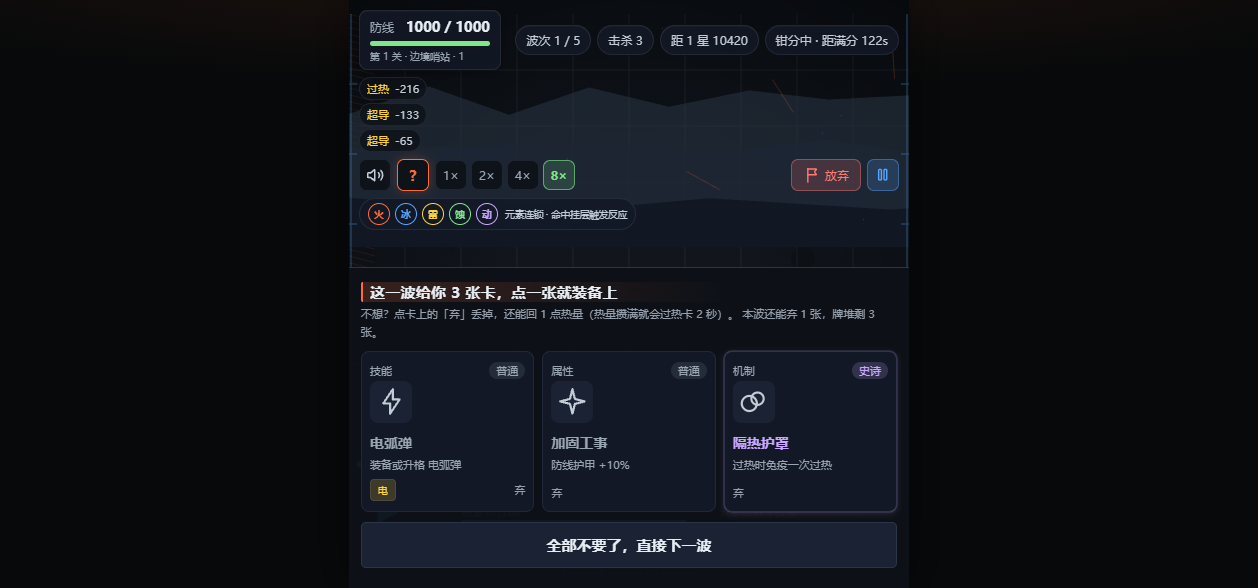 防线 1000 / 1000
第 1 关 · 边境哨站 · 1
波次 1 / 5
击杀 3
距 1 星 10420
钳分中 · 距满分 122s
过热 -216
超导 -133
超导 -65
? 1× 2× 4× 8×
放弃
火 冰 雷 蚀 动 元素连锁 · 命中挂层触发反应
这一波给你 3 张卡，点一张就装备上
不想？点卡上的「弃」丢掉，还能回 1 点热量（热量攒满就会过热卡 2 秒）。 本波还能弃 1 张，牌堆剩 3
张。
技能 普通
电弧弹
装备或升格 电弧弹
电 弃
属性 普通
加固工事
防线护甲 +10%
弃
机制 史诗
隔热护罩
过热时免疫一次过热
弃
全部不要了，直接下一波